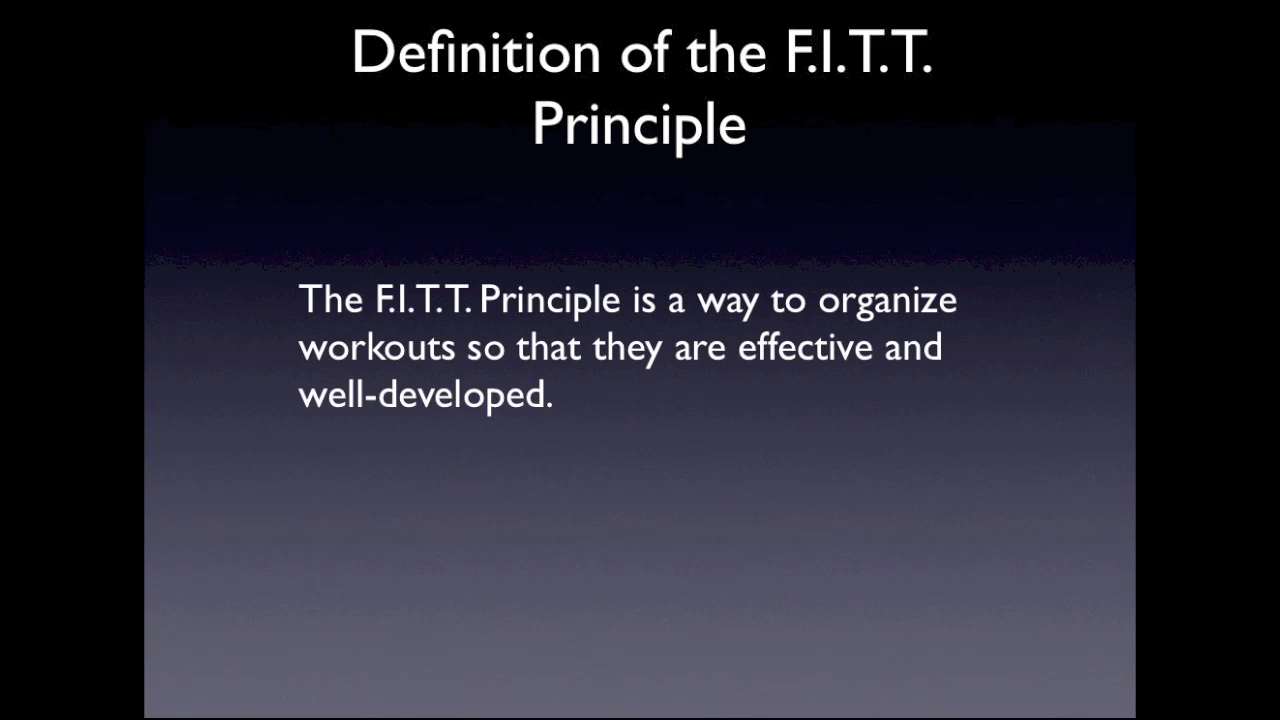 Definition of the F.I.T.T.
Principle
The F.I.T.T. Principle is a way to organize
workouts so that they are effective and
well-developed.